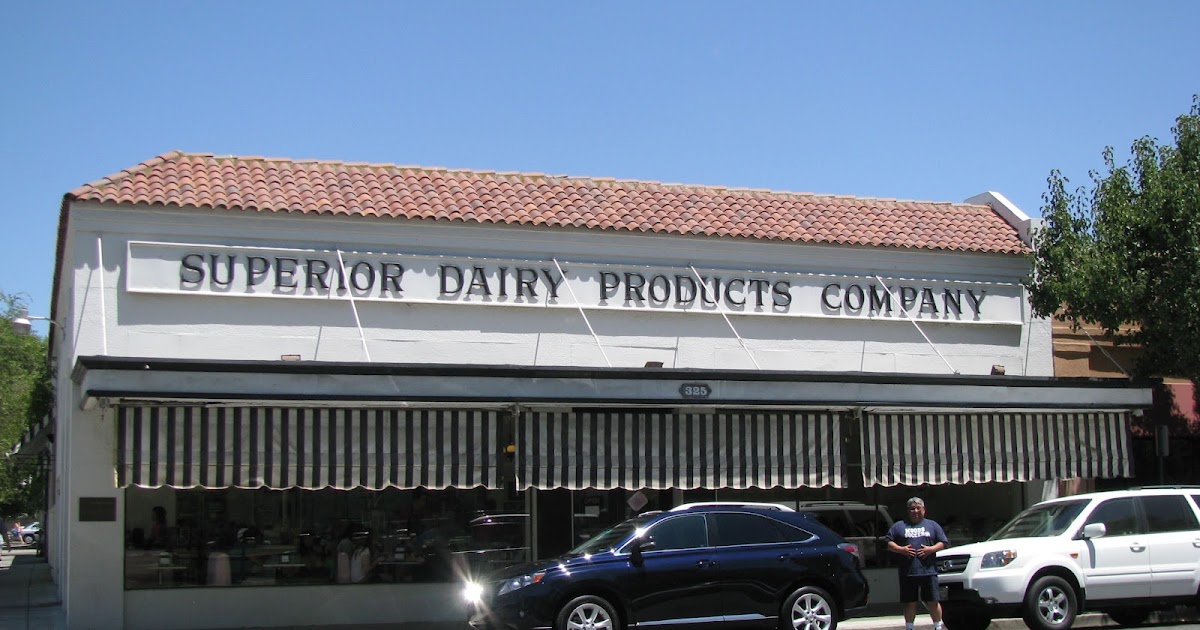 SUPERIOR DAIRY PRODUCTS COMPANY
325